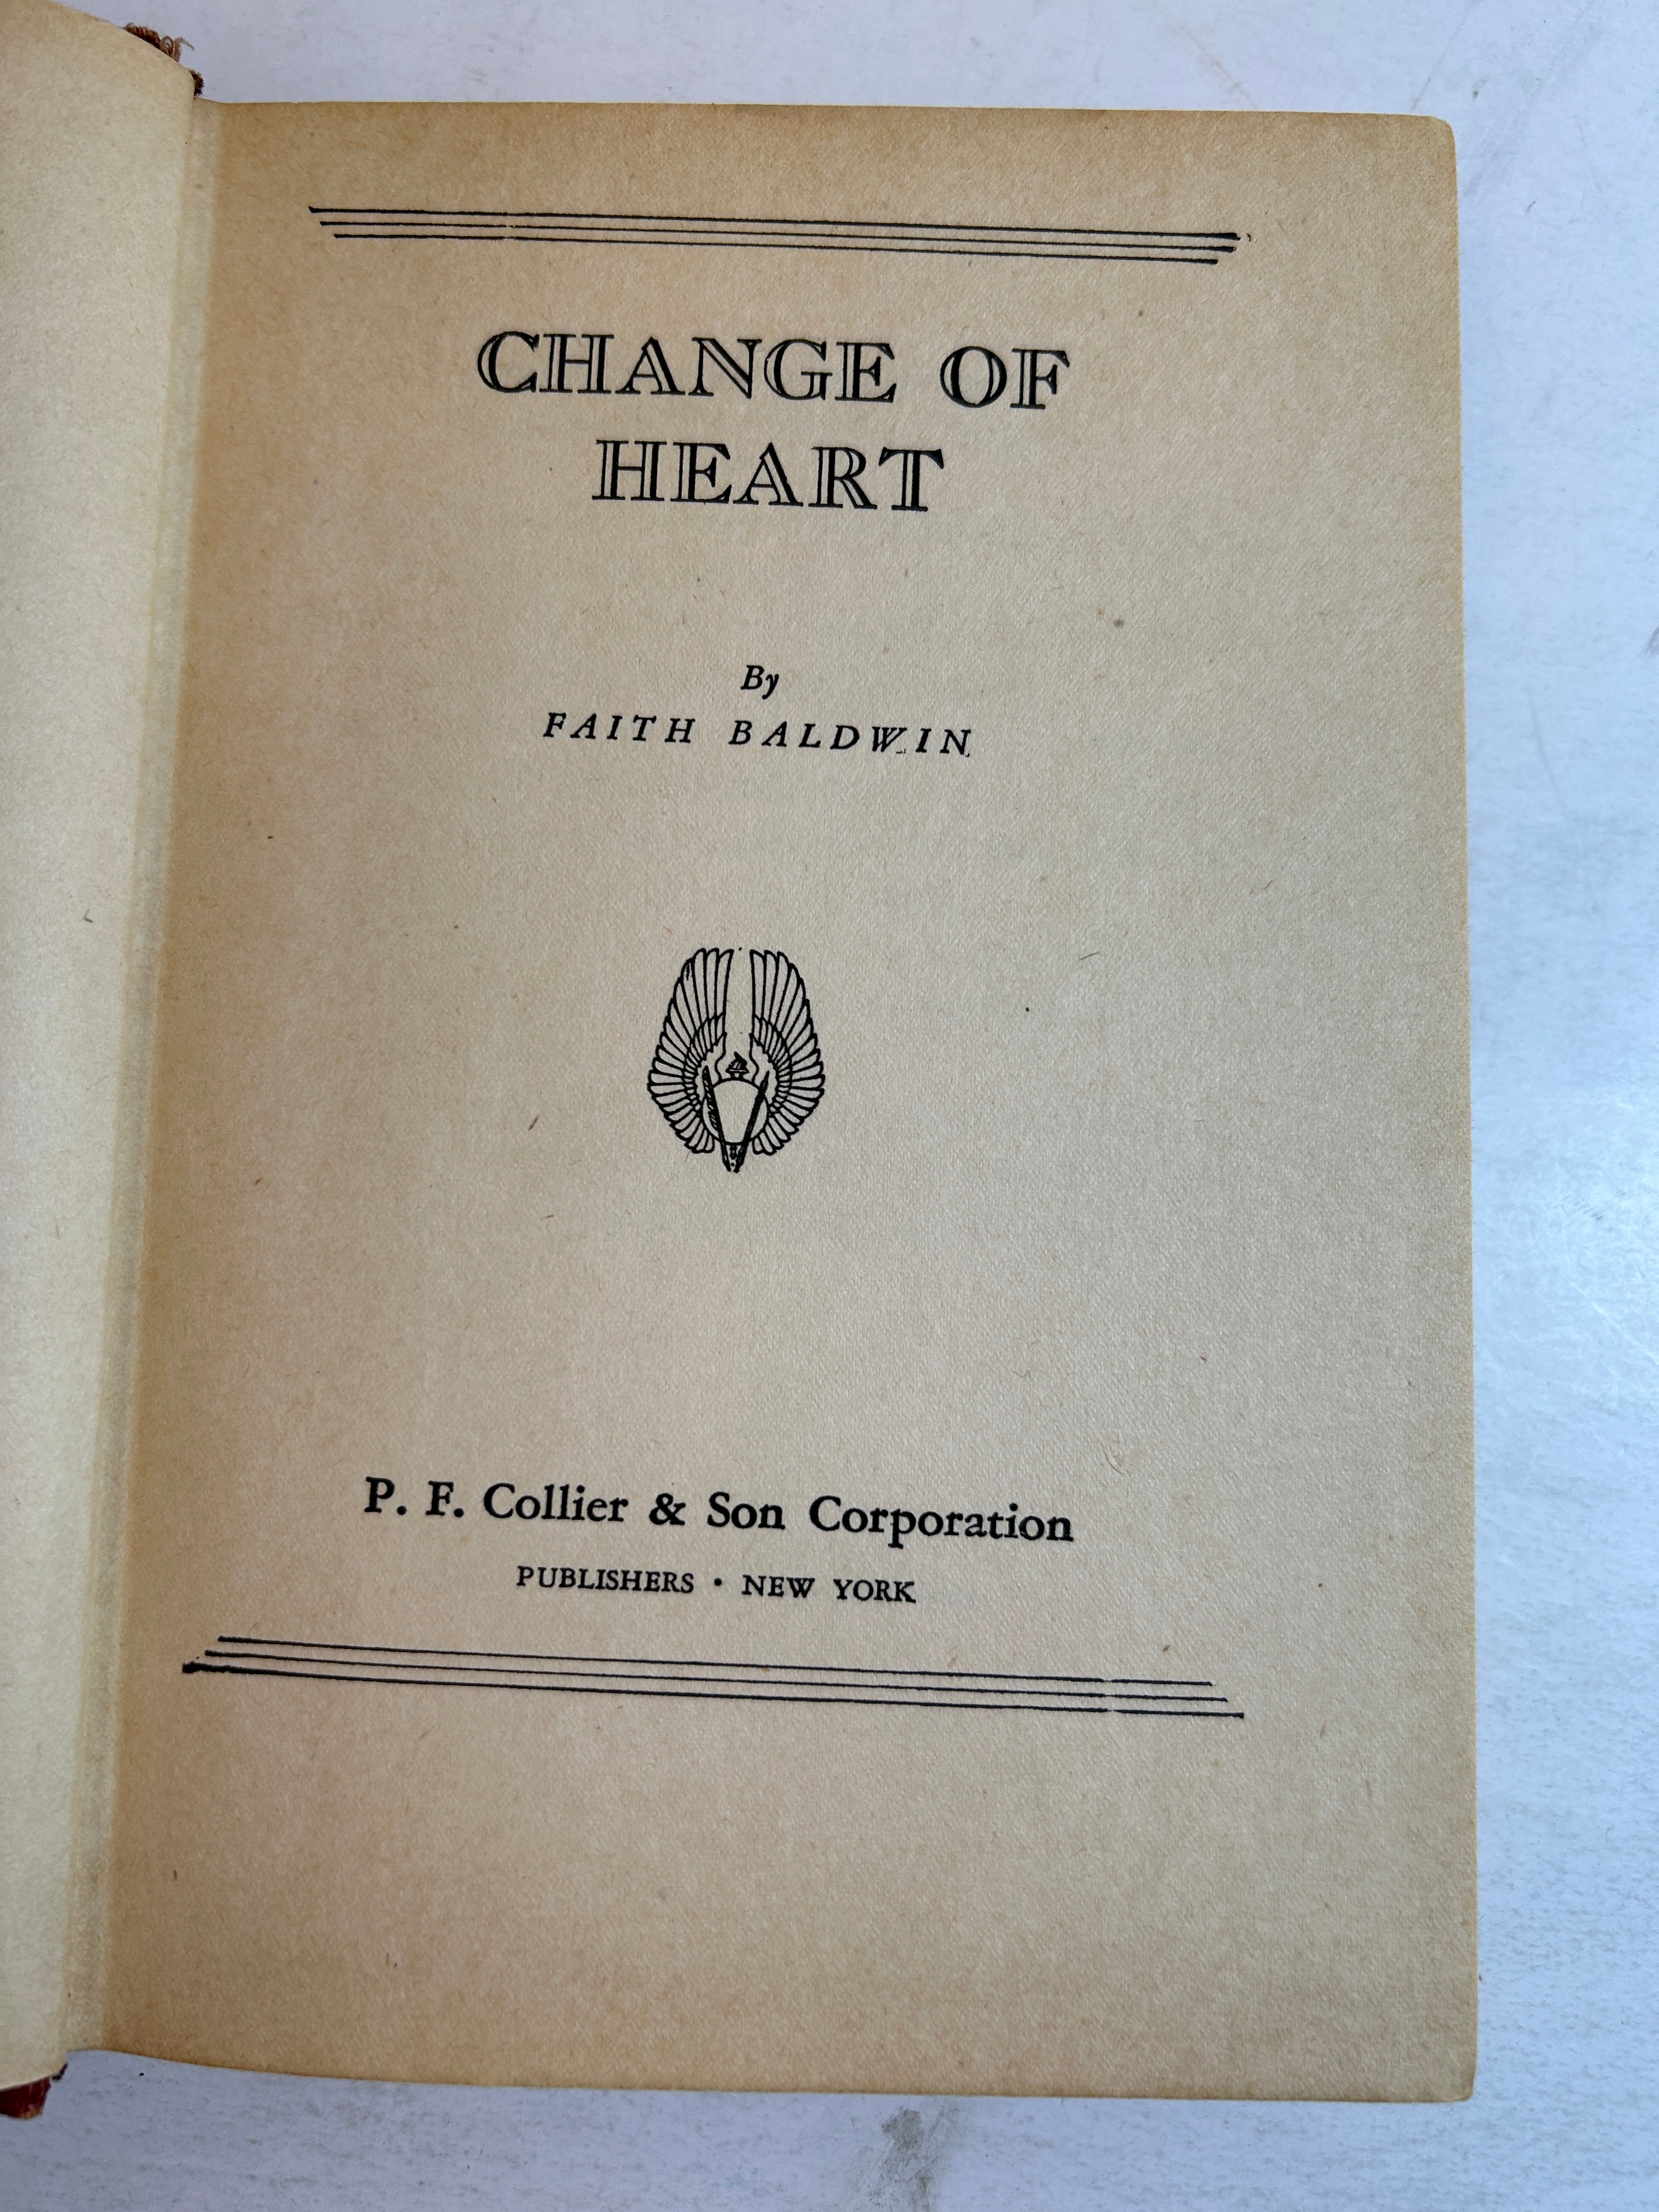 CHANGE OF
HEART
By
FAITH BALDWIN
P. F. Collier & Son Corporation
PUBLISHERS • NEW YORK